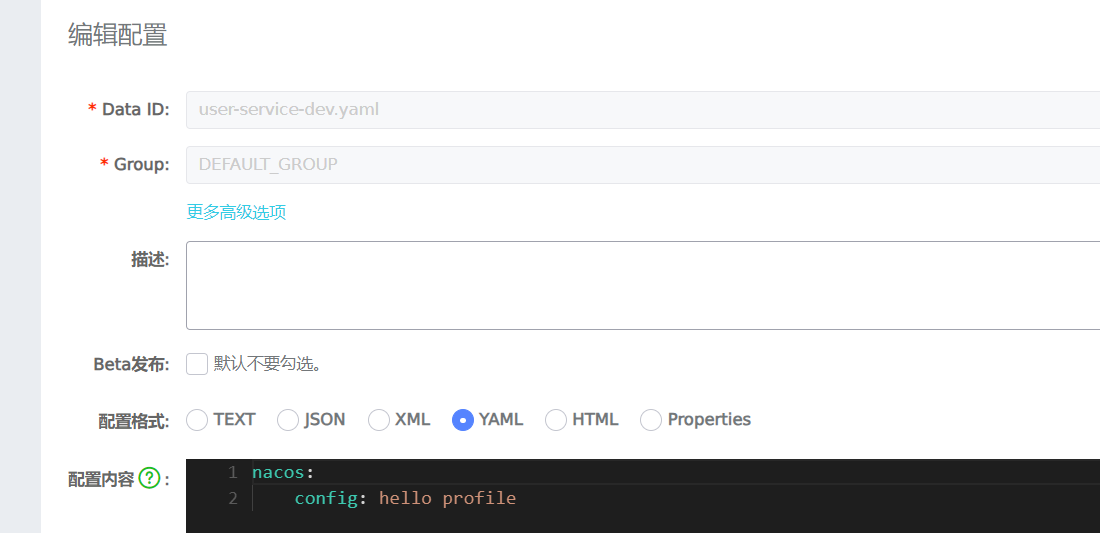 编辑配置
* Data ID: user-service-dev.yaml
* Group: DEFAULT_GROUP
更多高级选项
描述:
Beta发布: 默认不要勾选。
配置格式: TEXT JSON XML YAML HTML Properties
配置内容 ? : 1 nacos:
2 config: hello profile